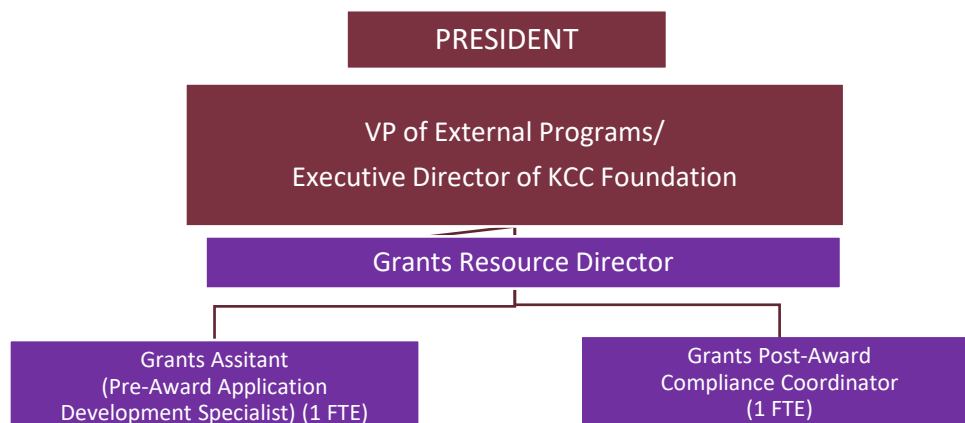 PRESIDENT
VP of External Programs/
Executive Director of KCC Foundation
Grants Resource Director
Grants Assitant
(Pre-Award Application
Development Specialist) (1 FTE)
Grants Post-Award
Compliance Coordinator
(1 FTE)